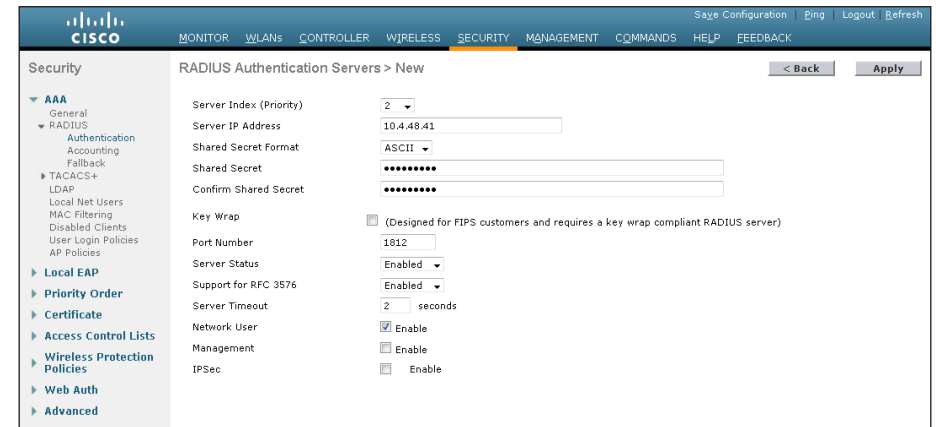 Save Configuration | Ping | Logout | Refresh
CISCO
MONITOR WLANs CONTROLLER WIRELESS SECURITY MANAGEMENT COMMANDS HELP FEEDBACK
Security
AAA
General
RADIUS
Authentication
Accounting
Fallback
TACACS+
LDAP
Local Net Users
MAC Filtering
Disabled Clients
User Login Policies
AP Policies
Local EAP
Priority Order
Certificate
Access Control Lists
Wireless Protection
Policies
Web Auth
Advanced
RADIUS Authentication Servers > New
< Back Apply
Server Index (Priority) 2
Server IP Address 10.4.48.41
Shared Secret Format ASCII
Shared Secret •••••••••
Confirm Shared Secret •••••••••
Key Wrap (Designed for FIPS customers and requires a key wrap compliant RADIUS server)
Port Number 1812
Server Status Enabled
Support for RFC 3576 Enabled
Server Timeout 2 seconds
Network User Enable
Management Enable
IPSec Enable